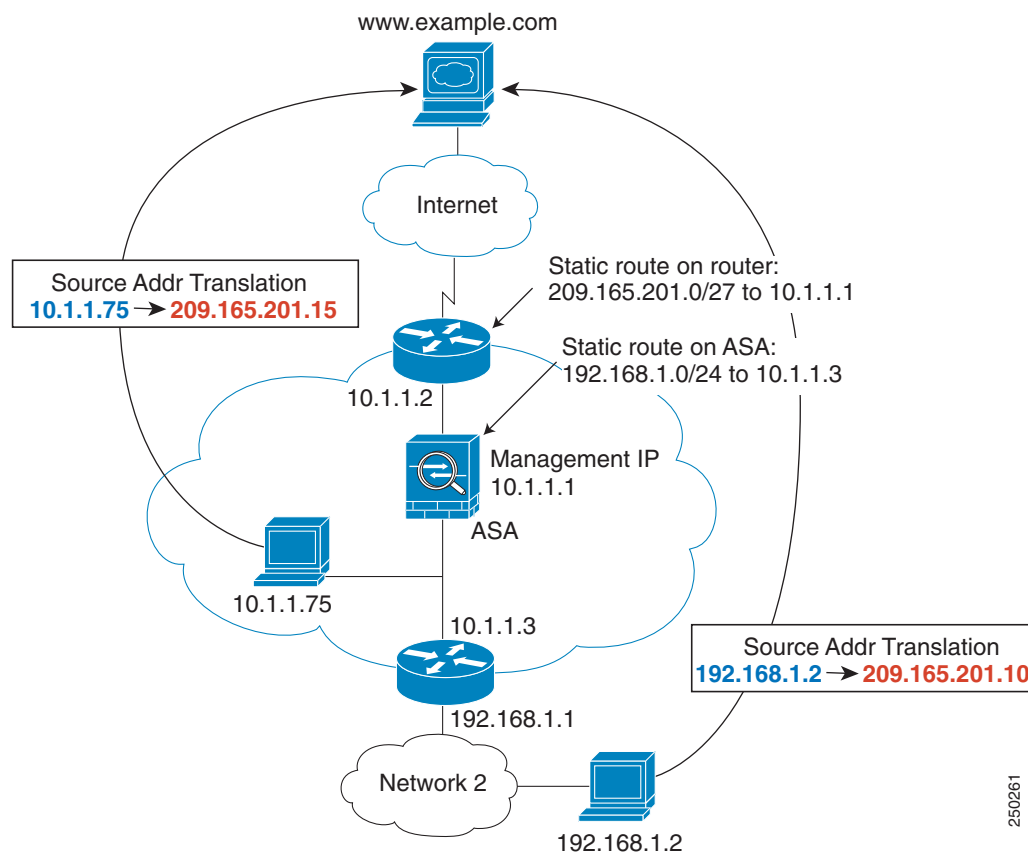 www.example.com
Internet
Source Addr Translation
10.1.1.75 → 209.165.201.15
Static route on router:
209.165.201.0/27 to 10.1.1.1
Static route on ASA:
192.168.1.0/24 to 10.1.1.3
10.1.1.2
Management IP
10.1.1.1
ASA
10.1.1.75
10.1.1.3
Source Addr Translation
192.168.1.2 → 209.165.201.10
192.168.1.1
Network 2
192.168.1.2
250261